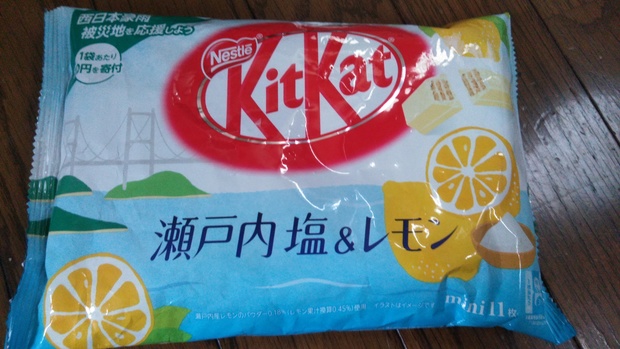 西日本豪雨
被災地を応援しよう
1袋あたり
円を寄付
Nestlé
KitKat
瀬戸内 塩&レモン
mini 11枚